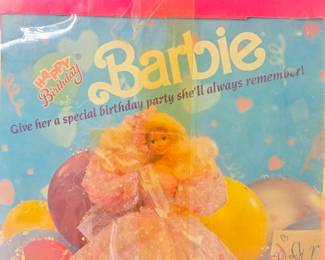 Happy
Birthday
Barbie
Give her a special birthday party she'll always remember!